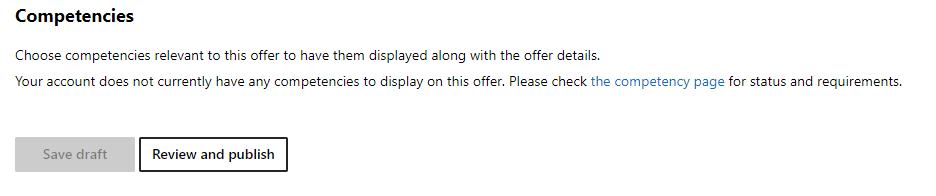 Competencies
Choose competencies relevant to this offer to have them displayed along with the offer details.
Your account does not currently have any competencies to display on this offer. Please check the competency page for status and requirements.
Save draft
Review and publish